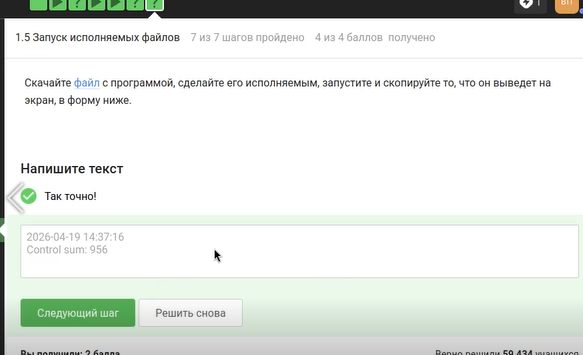 1
ВП
1.5 Запуск исполняемых файлов 7 из 7 шагов пройдено 4 из 4 баллов получено
Скачайте файл с программой, сделайте его исполняемым, запустите и скопируйте то, что он выведет на
экран, в форму ниже.
Напишите текст
Так точно!
2026-04-19 14:37:16
Control sum: 956
Следующий шаг Решить снова
Вы получили: 2 балла Верно решили 59 434 учащихся